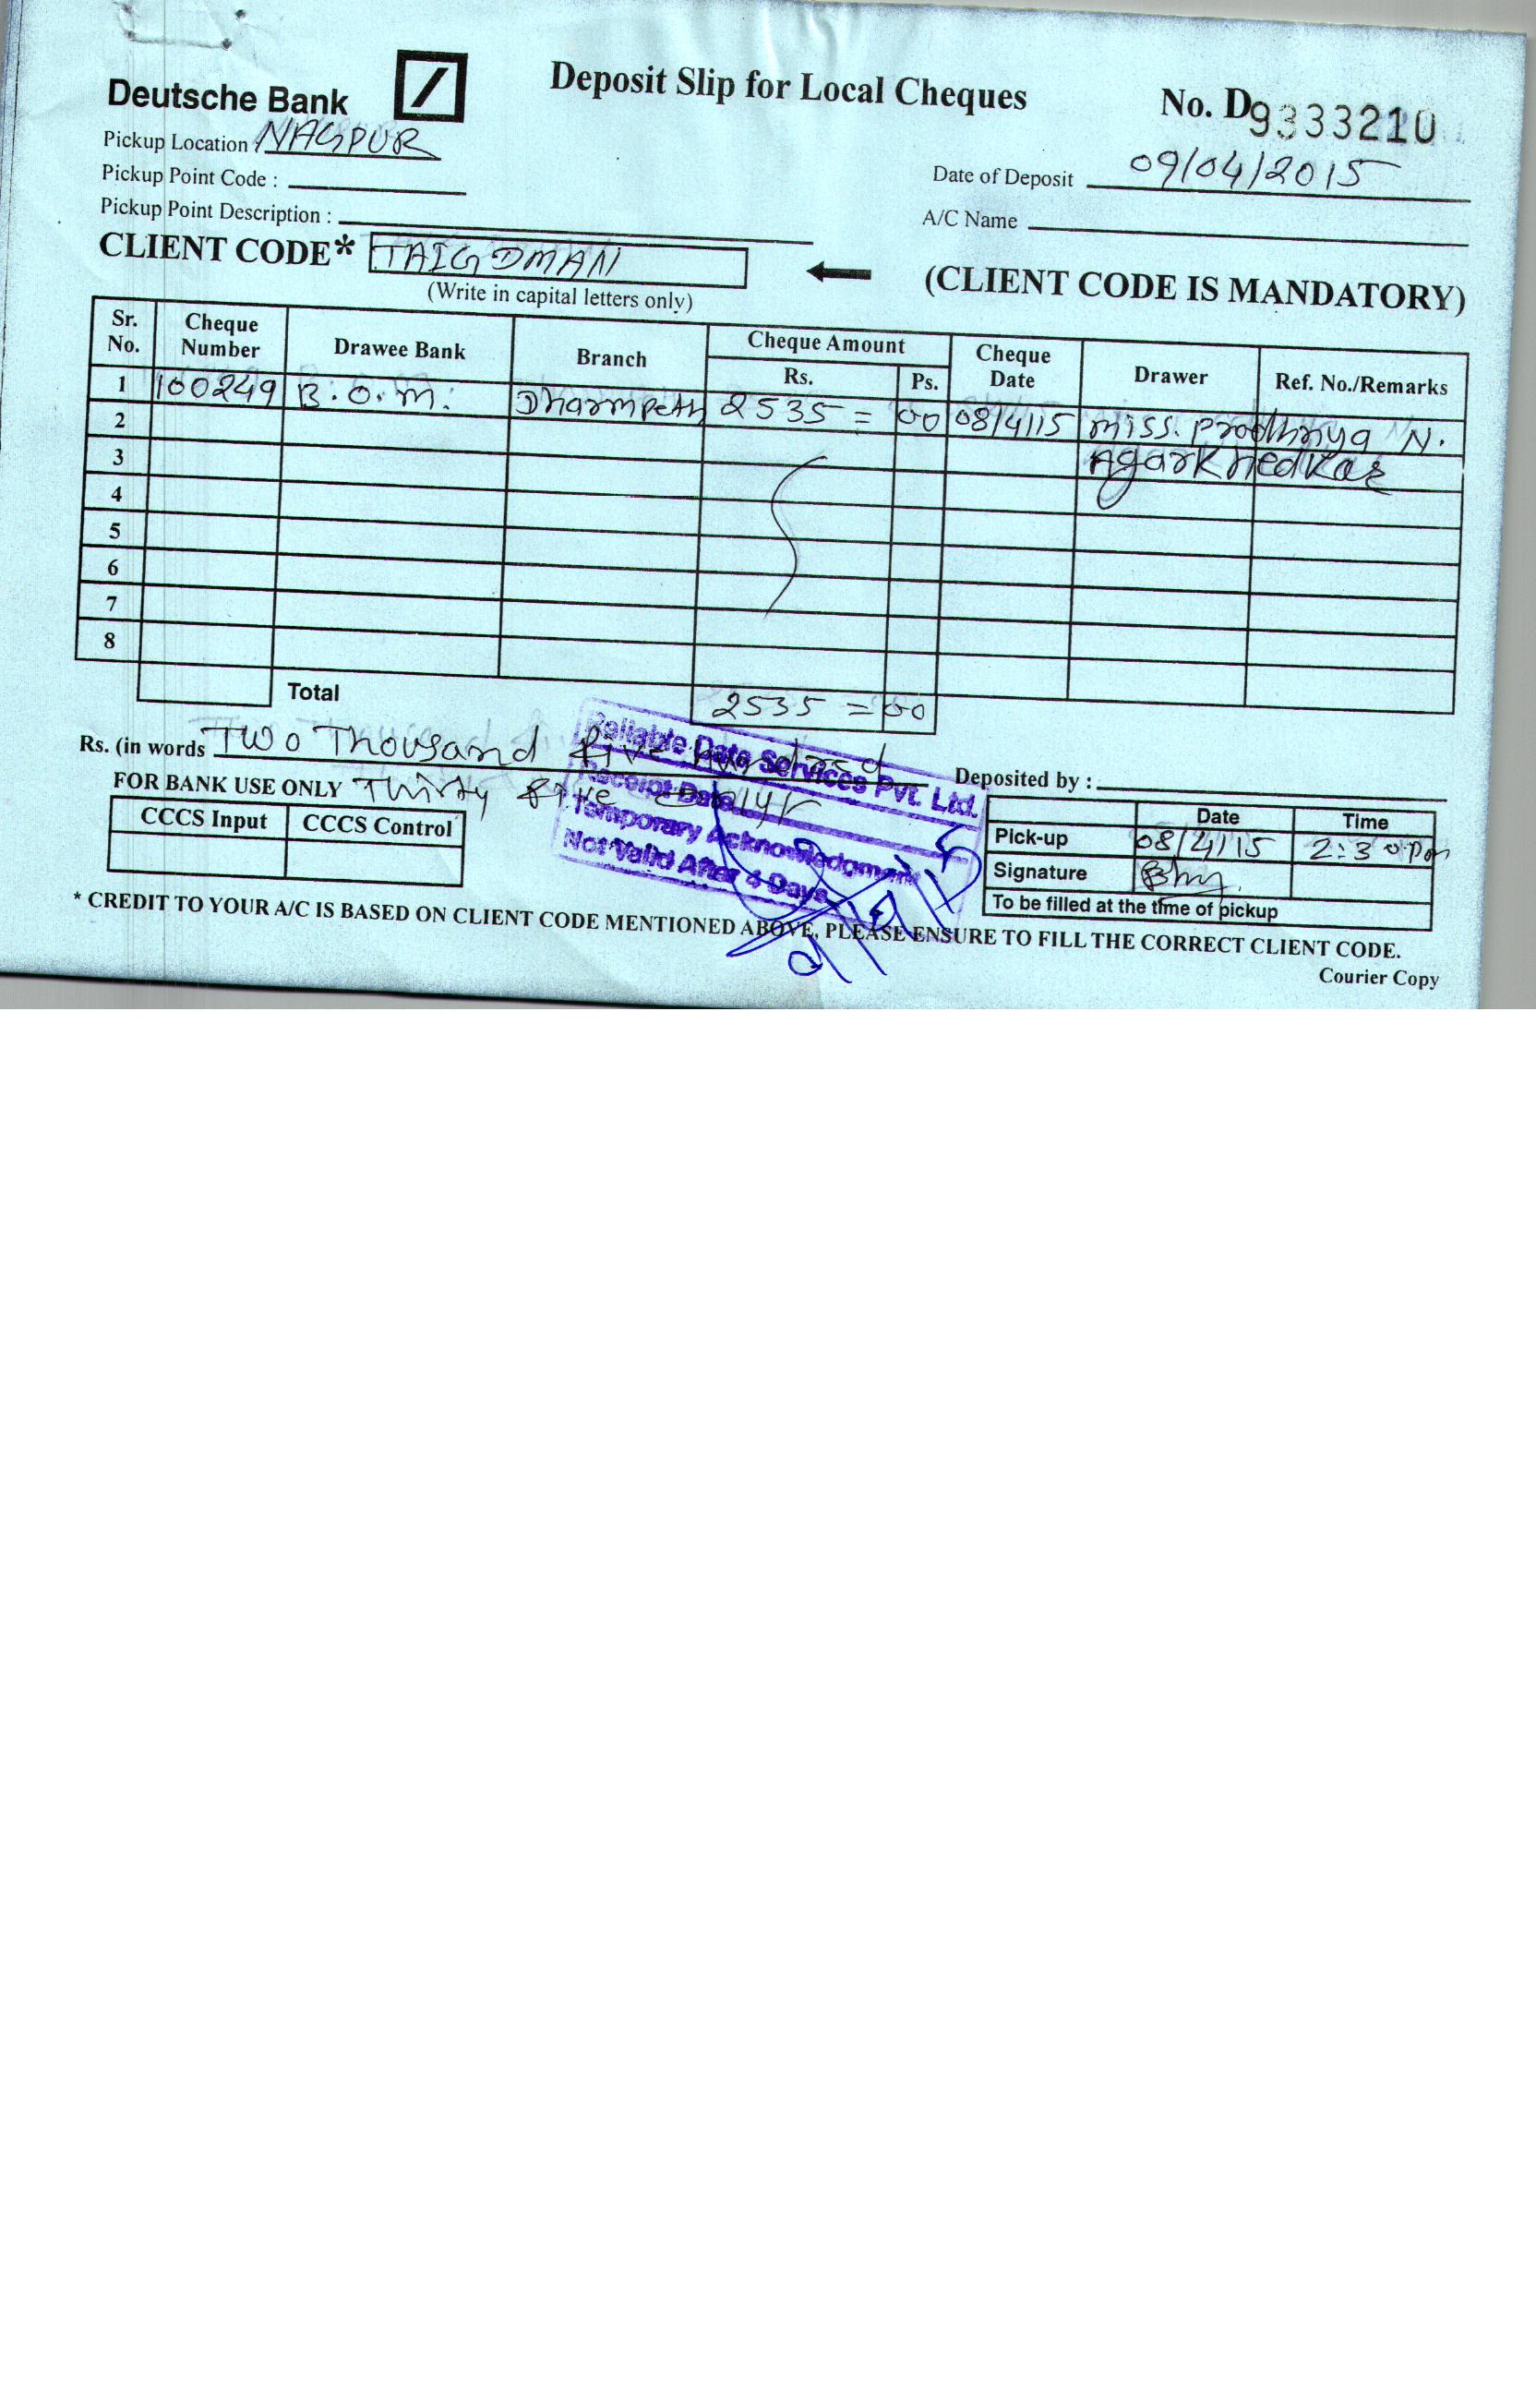 Deutsche Bank
Deposit Slip for Local Cheques
No. D9333210
Pickup Location NAGPUR
Date of Deposit 09/04/2015
Pickup Point Code :
Pickup Point Description :
A/C Name
CLIENT CODE* TAIGDMAN
(CLIENT CODE IS MANDATORY)
(Write in capital letters only)
Sr. No. Cheque Number Drawee Bank Branch Cheque Amount Rs. Ps. Cheque Date Drawer Ref. No./Remarks
1 100249 B.O.M. Dharmpeth 2535 = 00 08/4/15 miss. N.
2 Agarkhedkar
3
4
5
6
7
8
Total 2535 = 00
Rs. (in words Two Thousand five hundred
Deposited by :
FOR BANK USE ONLY Thirty five only
CCCS Input CCCS Control
Reliable Data Services Pvt. Ltd.
Receipt Date
Temporary Acknowledgment
Not Valid After 4 Days
Date Time
Pick-up 08/4/15 2:30 Pm
Signature
To be filled at the time of pickup
* CREDIT TO YOUR A/C IS BASED ON CLIENT CODE MENTIONED ABOVE, PLEASE ENSURE TO FILL THE CORRECT CLIENT CODE.
Courier Copy